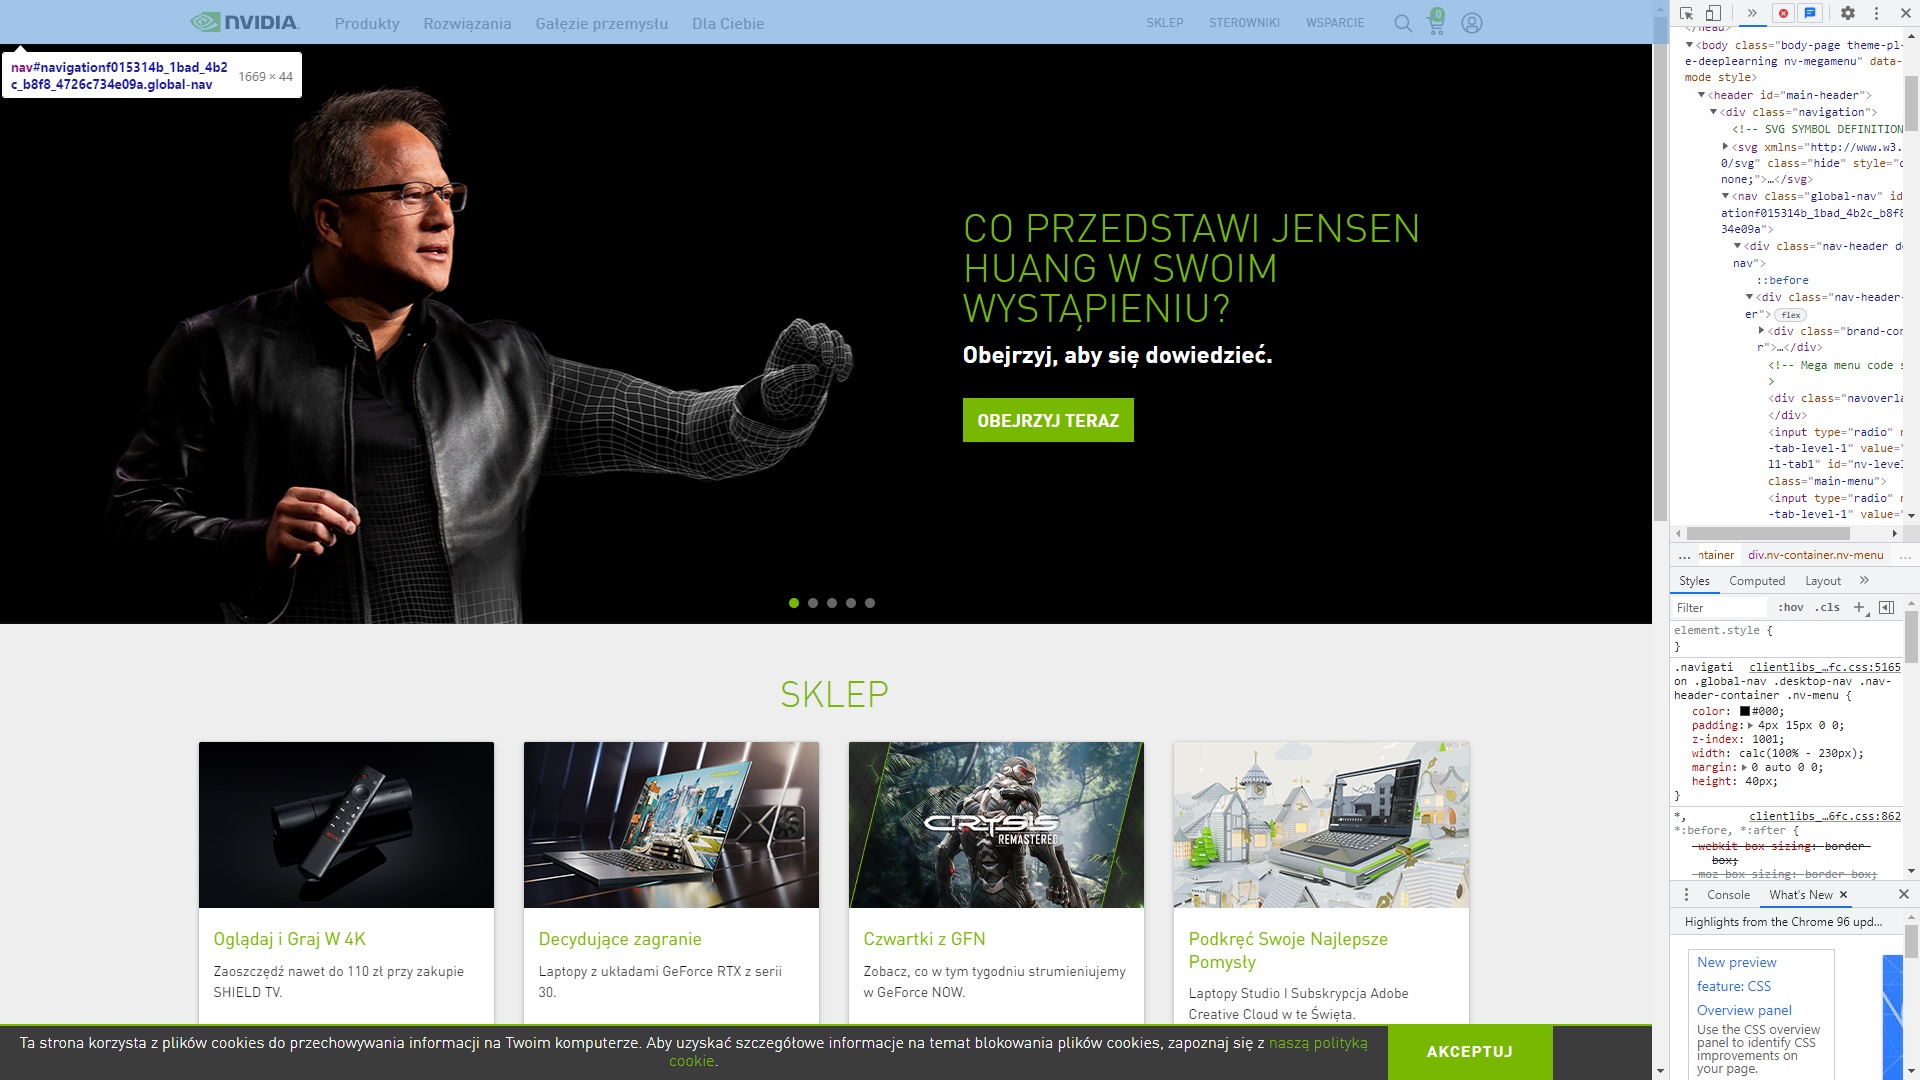 NVIDIA.
Produkty
Rozwiązania
Gałęzie przemysłu
Dla Ciebie
SKLEP
STEROWNIKI
WSPARCIE
0
nav#navigationf015314b_1bad_4b2
c_b8f8_4726c734e09a.global-nav
1669 × 44
CO PRZEDSTAWI JENSEN
HUANG W SWOIM
WYSTĄPIENIU?
Obejrzyj, aby się dowiedzieć.
OBEJRZYJ TERAZ
SKLEP
CRYSIS
REMASTERED
Oglądaj i Graj W 4K
Zaoszczędź nawet do 110 zł przy zakupie
SHIELD TV.
Decydujące zagranie
Laptopy z układami GeForce RTX z serii
30.
Czwartki z GFN
Zobacz, co w tym tygodniu strumieniujemy
w GeForce NOW.
Podkręć Swoje Najlepsze
Pomysły
Laptopy Studio I Subskrypcja Adobe
Creative Cloud w te Święta.
Ta strona korzysta z plików cookies do przechowywania informacji na Twoim komputerze. Aby uzyskać szczegółowe informacje na temat blokowania plików cookies, zapoznaj się z naszą polityką
cookie.
AKCEPTUJ
</head>
<body class="body-page theme-pl-
e-deeplearning nv-megamenu" data-
mode style>
<header id="main-header">
<div class="navigation">
<!-- SVG SYMBOL DEFINITION
<svg xmlns="http://www.w3.
0/svg" class="hide" style="d
none;">…</svg>
<nav class="global-nav" id
ationf015314b_1bad_4b2c_b8f8
34e09a">
<div class="nav-header de
nav">
::before
<div class="nav-header-
er"> flex
<div class="brand-con
r">…</div>
<!-- Mega menu code s
>
<div class="navoverla
</div>
<input type="radio" n
-tab-level-1" value="
l1-tab1" id="nv-level
class="main-menu">
<input type="radio" n
-tab-level-1" value="
... ntainer div.nv-container.nv-menu ...
Styles Computed Layout
Filter :hov .cls
element.style {
}
.navigati clientlibs_…fc.css:5165
on .global-nav .desktop-nav .nav-
header-container .nv-menu {
color: #000;
padding: 4px 15px 0 0;
z-index: 1001;
width: calc(100% - 230px);
margin: 0 auto 0 0;
height: 40px;
}
*, clientlibs_…6fc.css:862
*:before, *:after {
-webkit-box-sizing: border-
box;
-moz-box-sizing: border-box;
Console What's New
Highlights from the Chrome 96 upd...
New preview
feature: CSS
Overview panel
Use the CSS overview
panel to identify CSS
improvements on
your page.